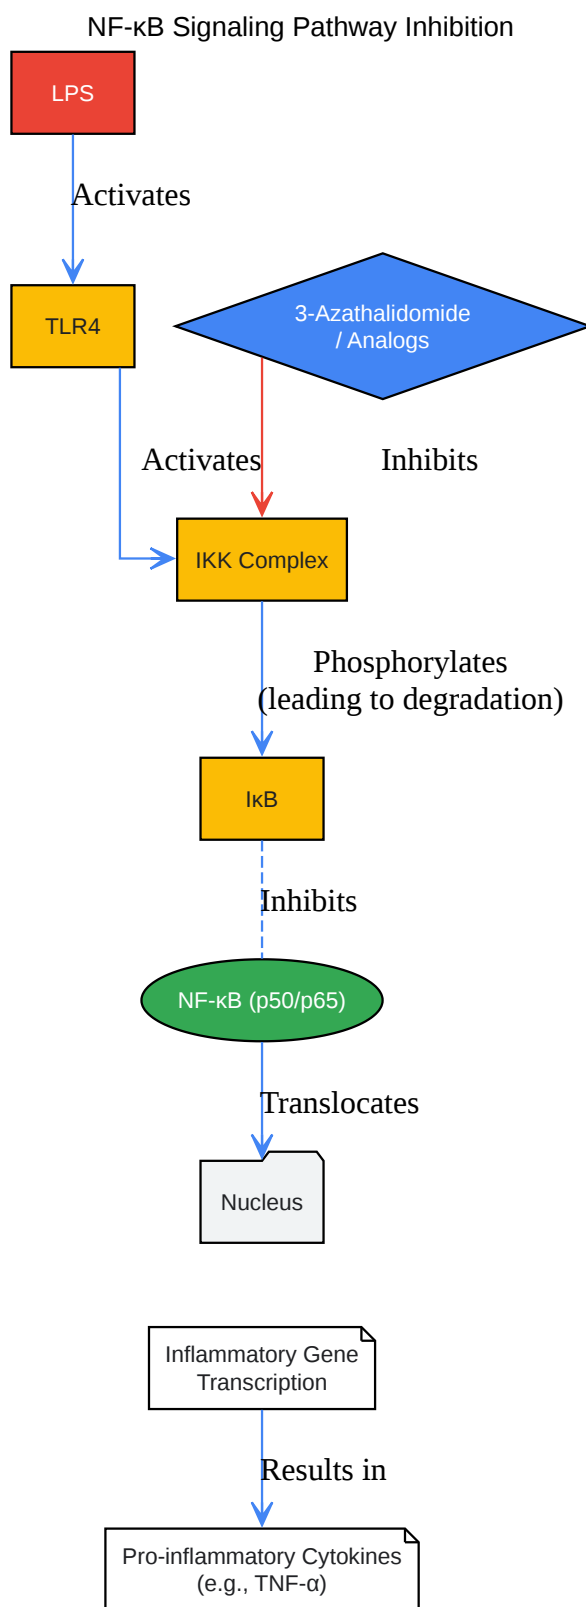 NF-κB Signaling Pathway Inhibition
LPS
Activates
TLR4
3-Azathalidomide
/ Analogs
Activates
Inhibits
IKK Complex
Phosphorylates
(leading to degradation)
IκB
Inhibits
NF-κB (p50/p65)
Translocates
Nucleus
Inflammatory Gene
Transcription
Results in
Pro-inflammatory Cytokines
(e.g., TNF-α)